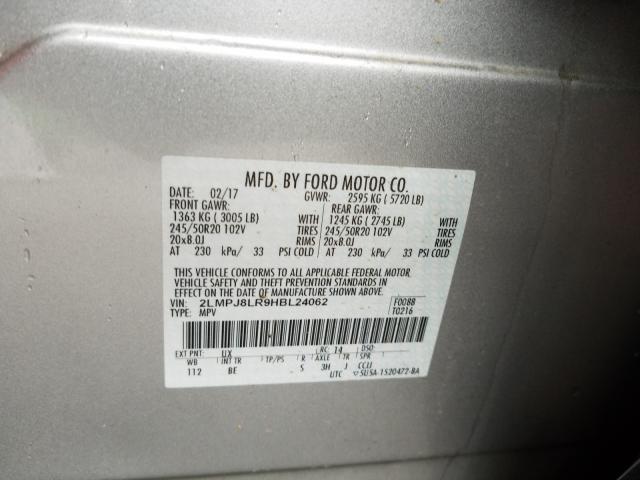 MFD. BY FORD MOTOR CO.
DATE: 02/17 GVWR: 2595 KG ( 5720 LB)
FRONT GAWR: REAR GAWR:
1363 KG ( 3005 LB) WITH 1245 KG ( 2745 LB) WITH
245/50R20 102V TIRES 245/50R20 102V TIRES
20x8.0J RIMS 20x8.0J RIMS
AT 230 kPa/ 33 PSI COLD AT 230 kPa/ 33 PSI COLD
THIS VEHICLE CONFORMS TO ALL APPLICABLE FEDERAL MOTOR
VEHICLE SAFETY AND THEFT PREVENTION STANDARDS IN
EFFECT ON THE DATE OF MANUFACTURE SHOWN ABOVE.
VIN: 2LMPJ8LR9HBL24062 F0088
TYPE: MPV T0216
EXT PNT: UX RC: 14 DSO:
WB INT TR TP/PS R AXLE TR SPR
112 BE S 3H J CCIJ
UTC